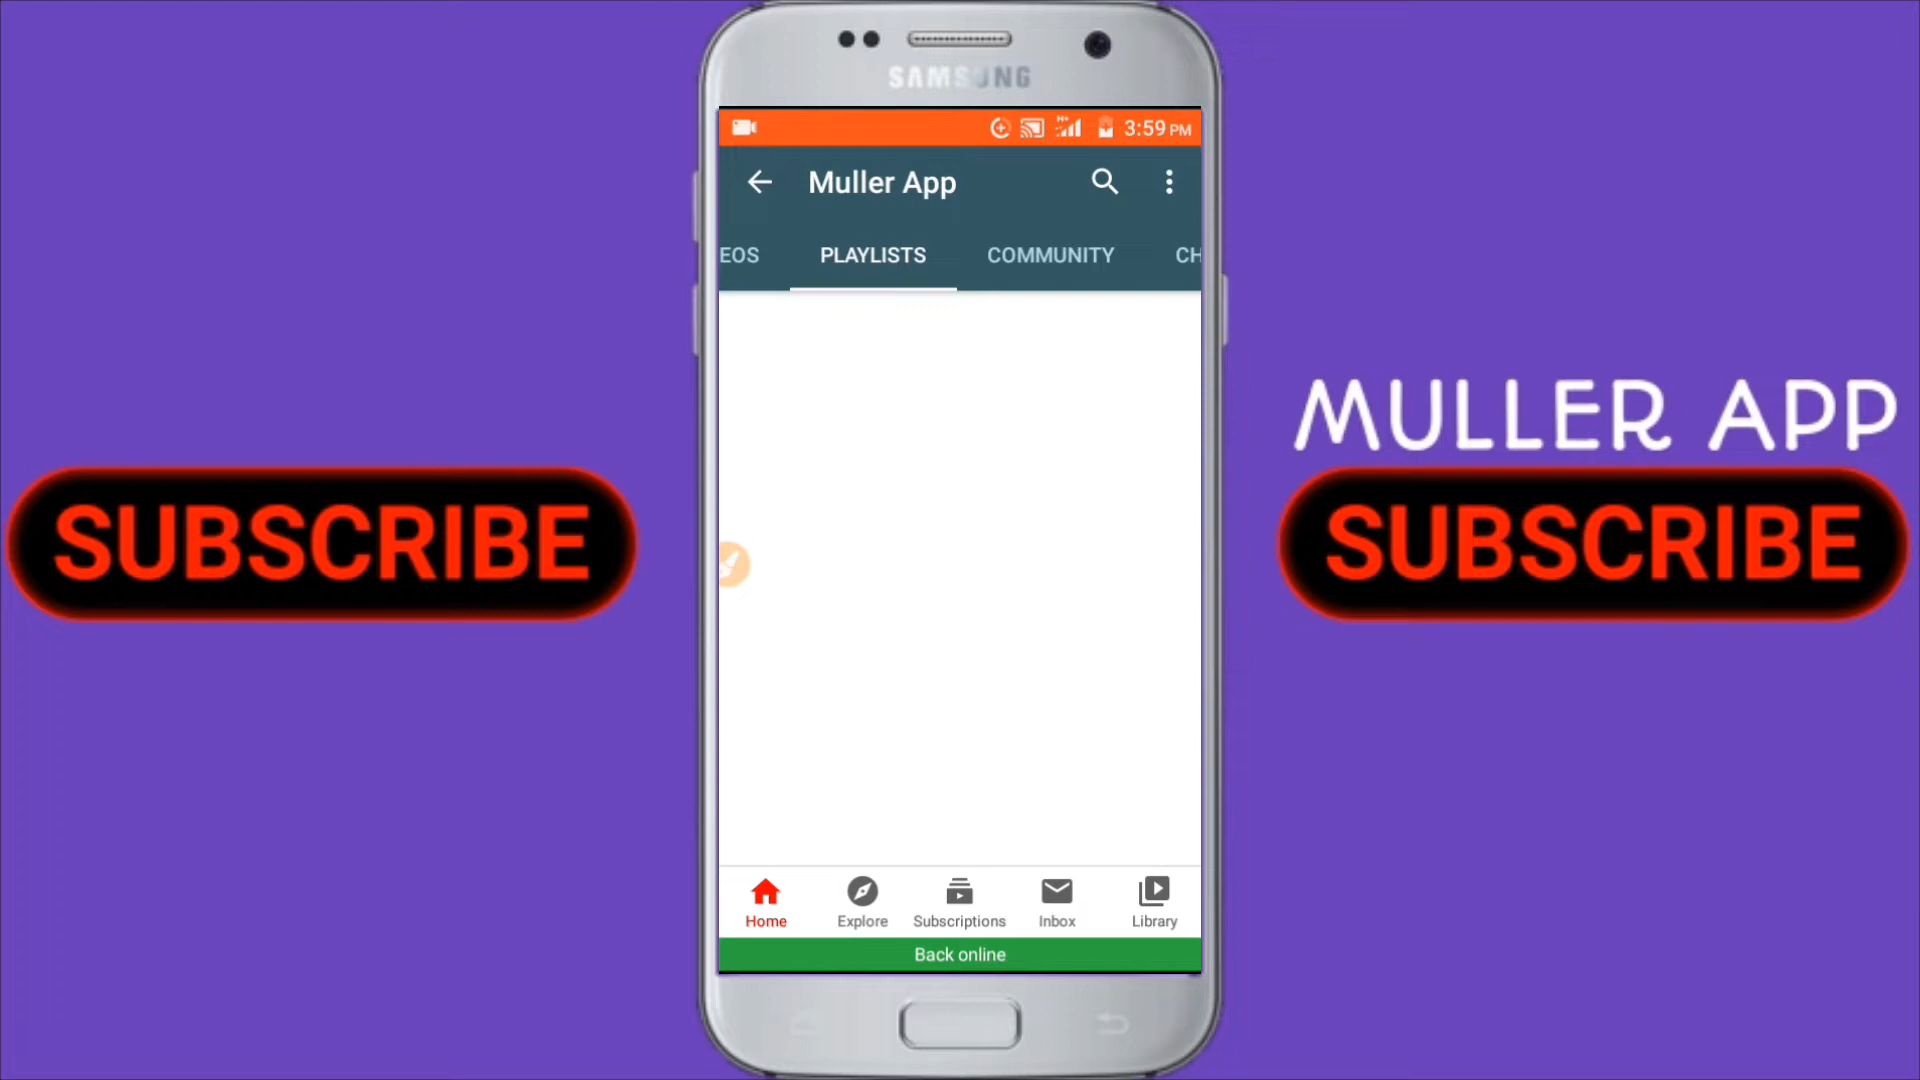 SAMSUNG
3:59 PM
Muller App
EOS PLAYLISTS COMMUNITY CH
MULLER APP
SUBSCRIBE
SUBSCRIBE
Home Explore Subscriptions Inbox Library
Back online